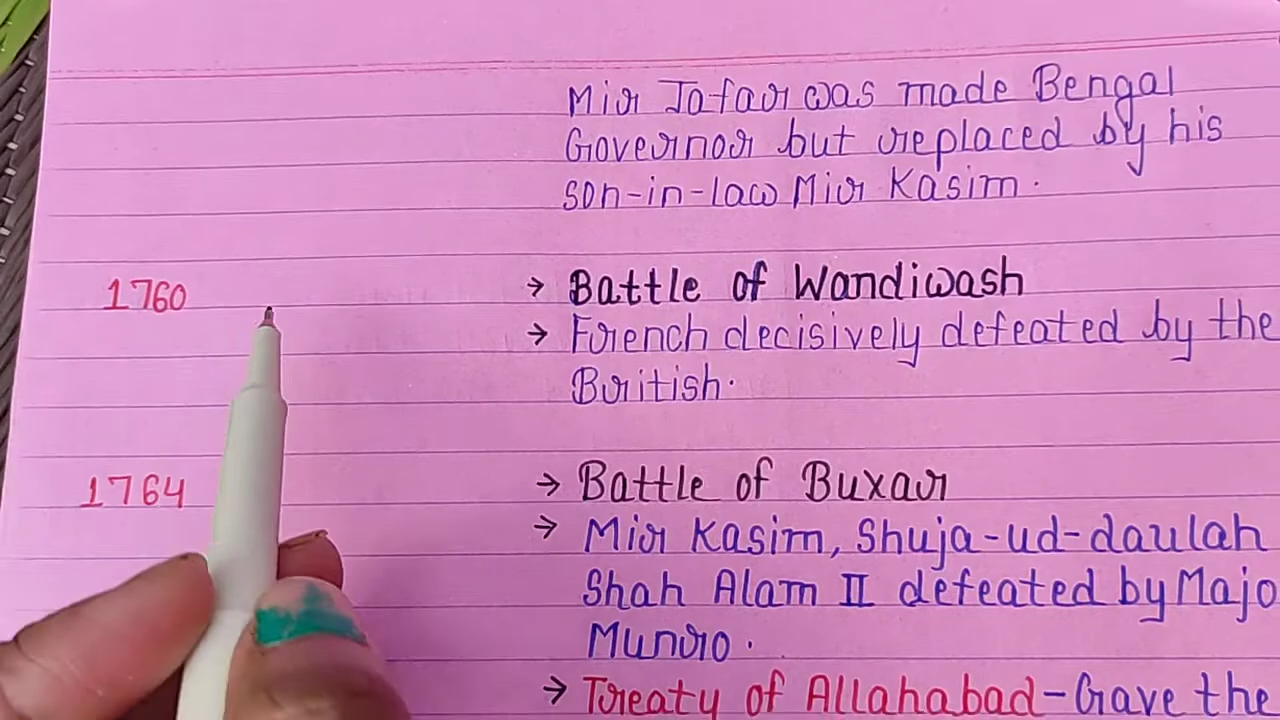 Mir Jafar was made Bengal
Governor but replaced by his
son-in-law Mir Kasim.
1760 → Battle of Wandiwash
→ French decisively defeated by the
British.
1764 → Battle of Buxar
→ Mir Kasim, Shuja-ud-daulah
Shah Alam II defeated by Majo
Munro.
→ Treaty of Allahabad-Gave the